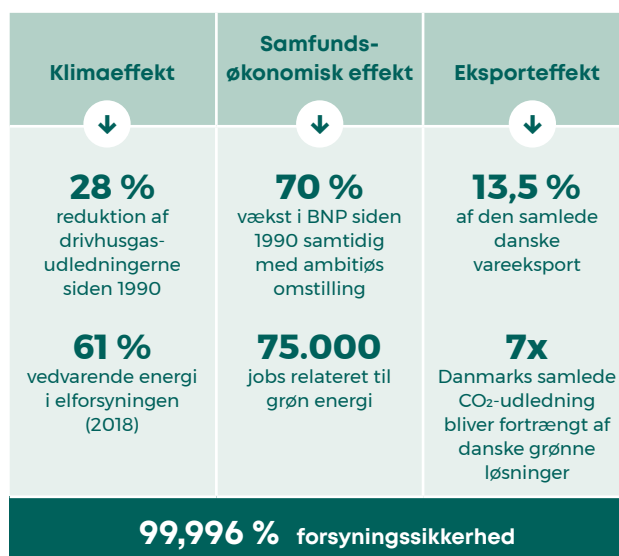 Klimaeffekt
28 %
reduktion af
drivhusgas-
udledningerne
siden 1990
61 %
vedvarende energi
i elforsyningen
(2018)
Samfunds-
økonomisk effekt
70 %
vækst i BNP siden
1990 samtidig
med ambitiøs
omstilling
75.000
jobs relateret til
grøn energi
Eksporteffekt
13,5 %
af den samlede
danske
vareeksport
7x
Danmarks samlede
CO₂-udledning
bliver fortrængt af
danske grønne
løsninger
99,996 % forsyningssikkerhed